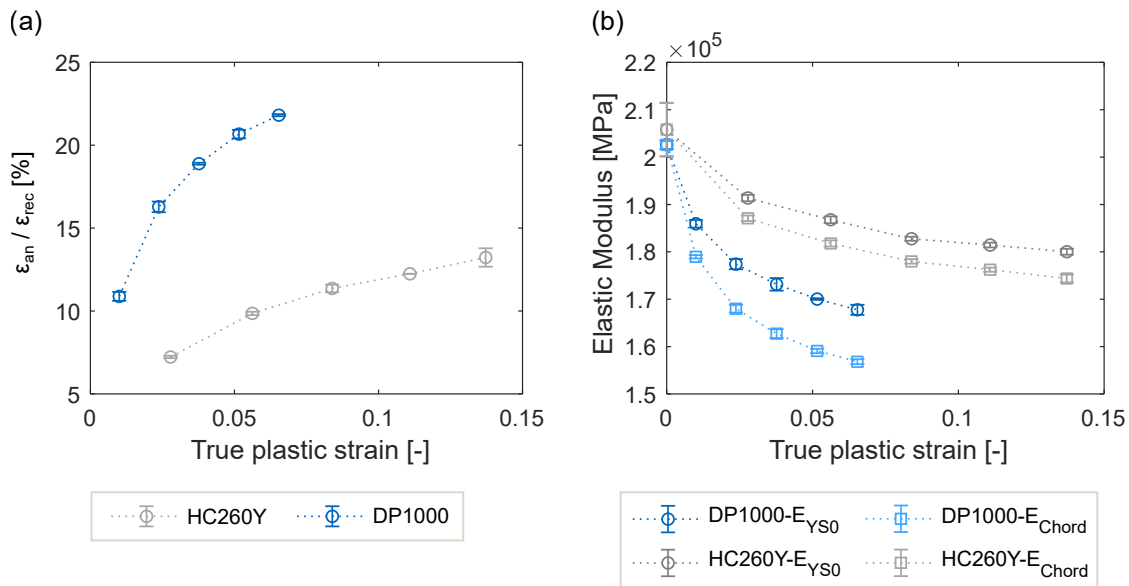 (a)
25
20
15
10
5
ε_an / ε_rec [%]
0
0.05
0.1
0.15
True plastic strain [-]
HC260Y
DP1000
(b)
×10^5
2.2
2.1
2
1.9
1.8
1.7
1.6
1.5
Elastic Modulus [MPa]
0
0.05
0.1
0.15
True plastic strain [-]
DP1000-E_YS0
DP1000-E_Chord
HC260Y-E_YS0
HC260Y-E_Chord